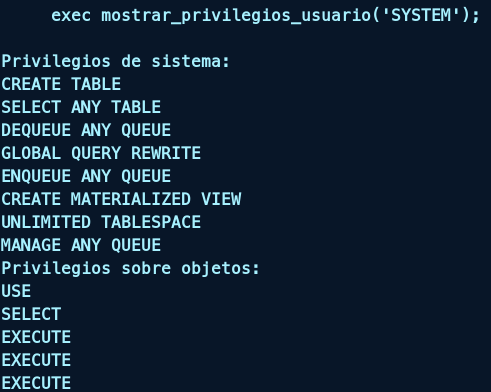 exec mostrar_privilegios_usuario('SYSTEM');
Privilegios de sistema:
CREATE TABLE
SELECT ANY TABLE
DEQUEUE ANY QUEUE
GLOBAL QUERY REWRITE
ENQUEUE ANY QUEUE
CREATE MATERIALIZED VIEW
UNLIMITED TABLESPACE
MANAGE ANY QUEUE
Privilegios sobre objetos:
USE
SELECT
EXECUTE
EXECUTE
EXECUTE